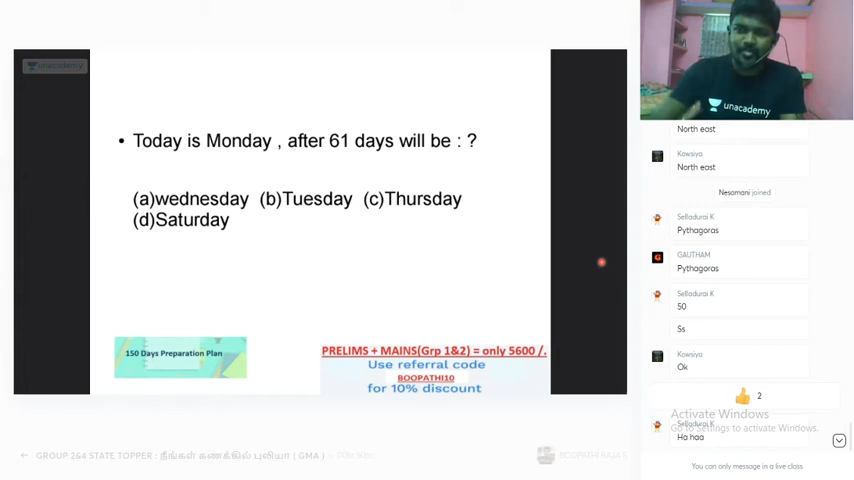 unacademy
• Today is Monday , after 61 days will be : ?
(a)wednesday (b)Tuesday (c)Thursday
(d)Saturday
150 Days Preparation Plan
PRELIMS + MAINS(Grp 1&2) = only 5600 /.
Use referral code
BOOPATHI10
for 10% discount
GROUP 2&4 STATE TOPPER : நீங்கள் கணக்கில் புலியா ( GMA )
BOOPATHI RAJA S
unacademy
North east
Kowsiya
North east
Nesamani joined
Selladurai K
Pythagoras
G
GAUTHAM
Pythagoras
Selladurai K
50
Ss
Kowsiya
Ok
2
Activate Windows
Go to Settings to activate Windows.
Selladurai K
Ha haa
You can only message in a live class